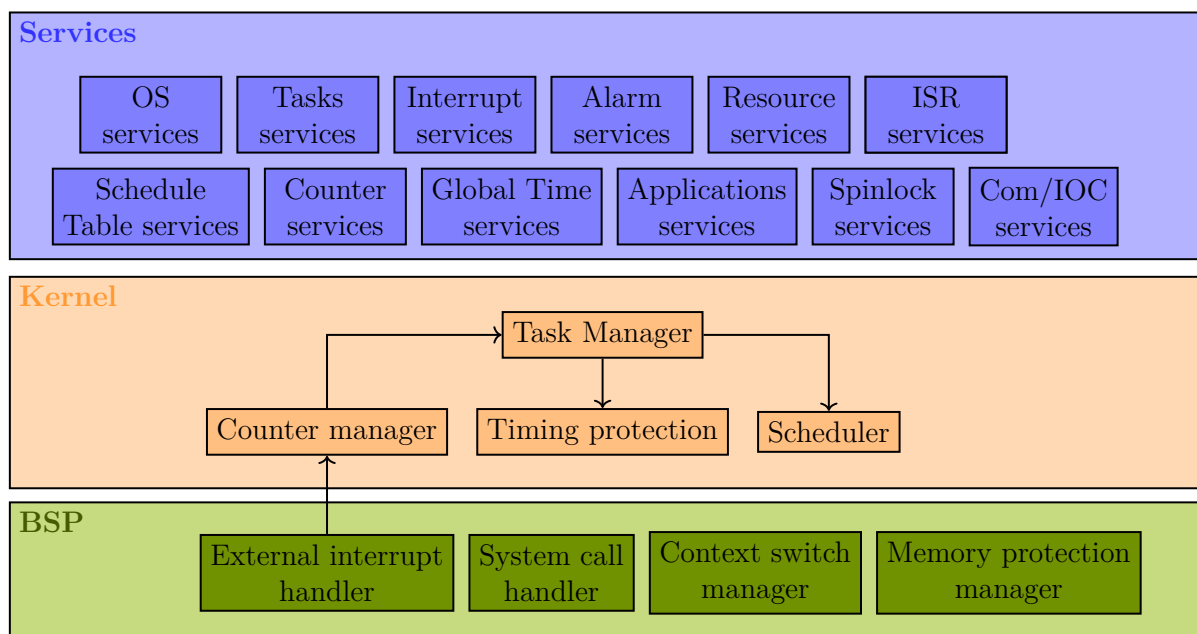 Services
OS
services
Tasks
services
Interrupt
services
Alarm
services
Resource
services
ISR
services
Schedule
Table services
Counter
services
Global Time
services
Applications
services
Spinlock
services
Com/IOC
services
Kernel
Task Manager
Counter manager
Timing protection
Scheduler
BSP
External interrupt
handler
System call
handler
Context switch
manager
Memory protection
manager